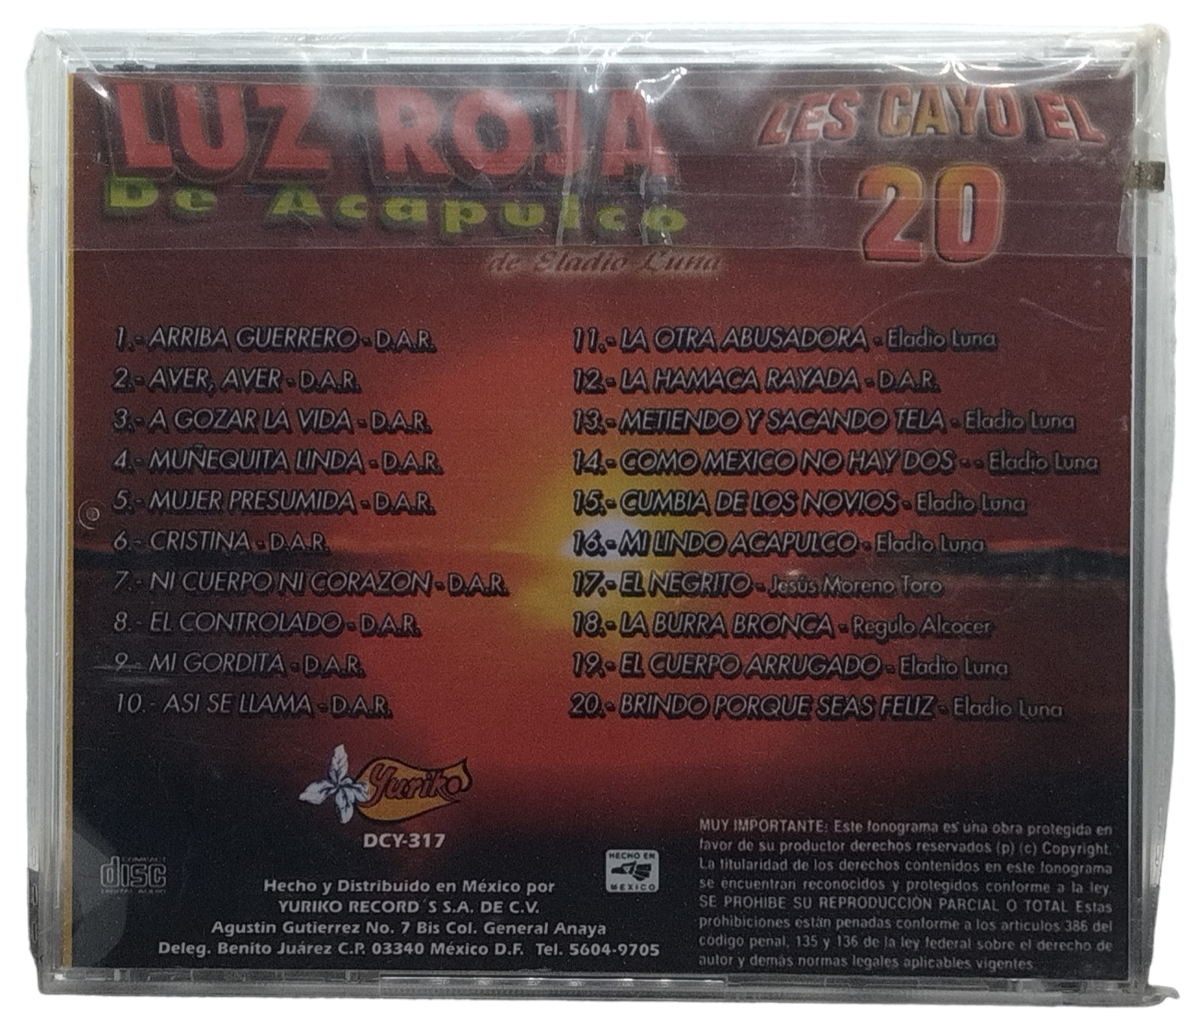 LUZ ROJA
De Acapulco
de Eladio Luna
LES CAYO EL
20
1.- ARRIBA GUERRERO - D.A.R.
2.- AVER, AVER - D.A.R.
3.- A GOZAR LA VIDA - D.A.R.
4.- MUÑEQUITA LINDA - D.A.R.
5.- MUJER PRESUMIDA - D.A.R.
6.- CRISTINA - D.A.R.
7.- NI CUERPO NI CORAZON - D.A.R.
8.- EL CONTROLADO - D.A.R.
9.- MI GORDITA - D.A.R.
10.- ASI SE LLAMA - D.A.R.
11.- LA OTRA ABUSADORA - Eladio Luna
12.- LA HAMACA RAYADA - D.A.R.
13.- METIENDO Y SACANDO TELA - Eladio Luna
14.- COMO MEXICO NO HAY DOS - - Eladio Luna
15.- CUMBIA DE LOS NOVIOS - Eladio Luna
16.- MI LINDO ACAPULCO - Eladio Luna
17.- EL NEGRITO - Jesús Moreno Toro
18.- LA BURRA BRONCA - Regulo Alcocer
19.- EL CUERPO ARRUGADO - Eladio Luna
20.- BRINDO PORQUE SEAS FELIZ - Eladio Luna
Yuriko
DCY-317
COMPACT
disc
DIGITAL AUDIO
HECHO EN
MEXICO
Hecho y Distribuido en México por
YURIKO RECORD´S S.A. DE C.V.
Agustin Gutierrez No. 7 Bis Col. General Anaya
Deleg. Benito Juárez C.P. 03340 México D.F. Tel. 5604-9705
MUY IMPORTANTE: Este fonograma es una obra protegida en
favor de su productor derechos reservados (p) (c) Copyright.
La titularidad de los derechos contenidos en este fonograma
se encuentran reconocidos y protegidos conforme a la ley.
SE PROHIBE SU REPRODUCCIÓN PARCIAL O TOTAL Estas
prohibiciones están penadas conforme a los articulos 386 del
código penal, 135 y 136 de la ley federal sobre el derecho de
autor y demás normas legales aplicables vigentes.